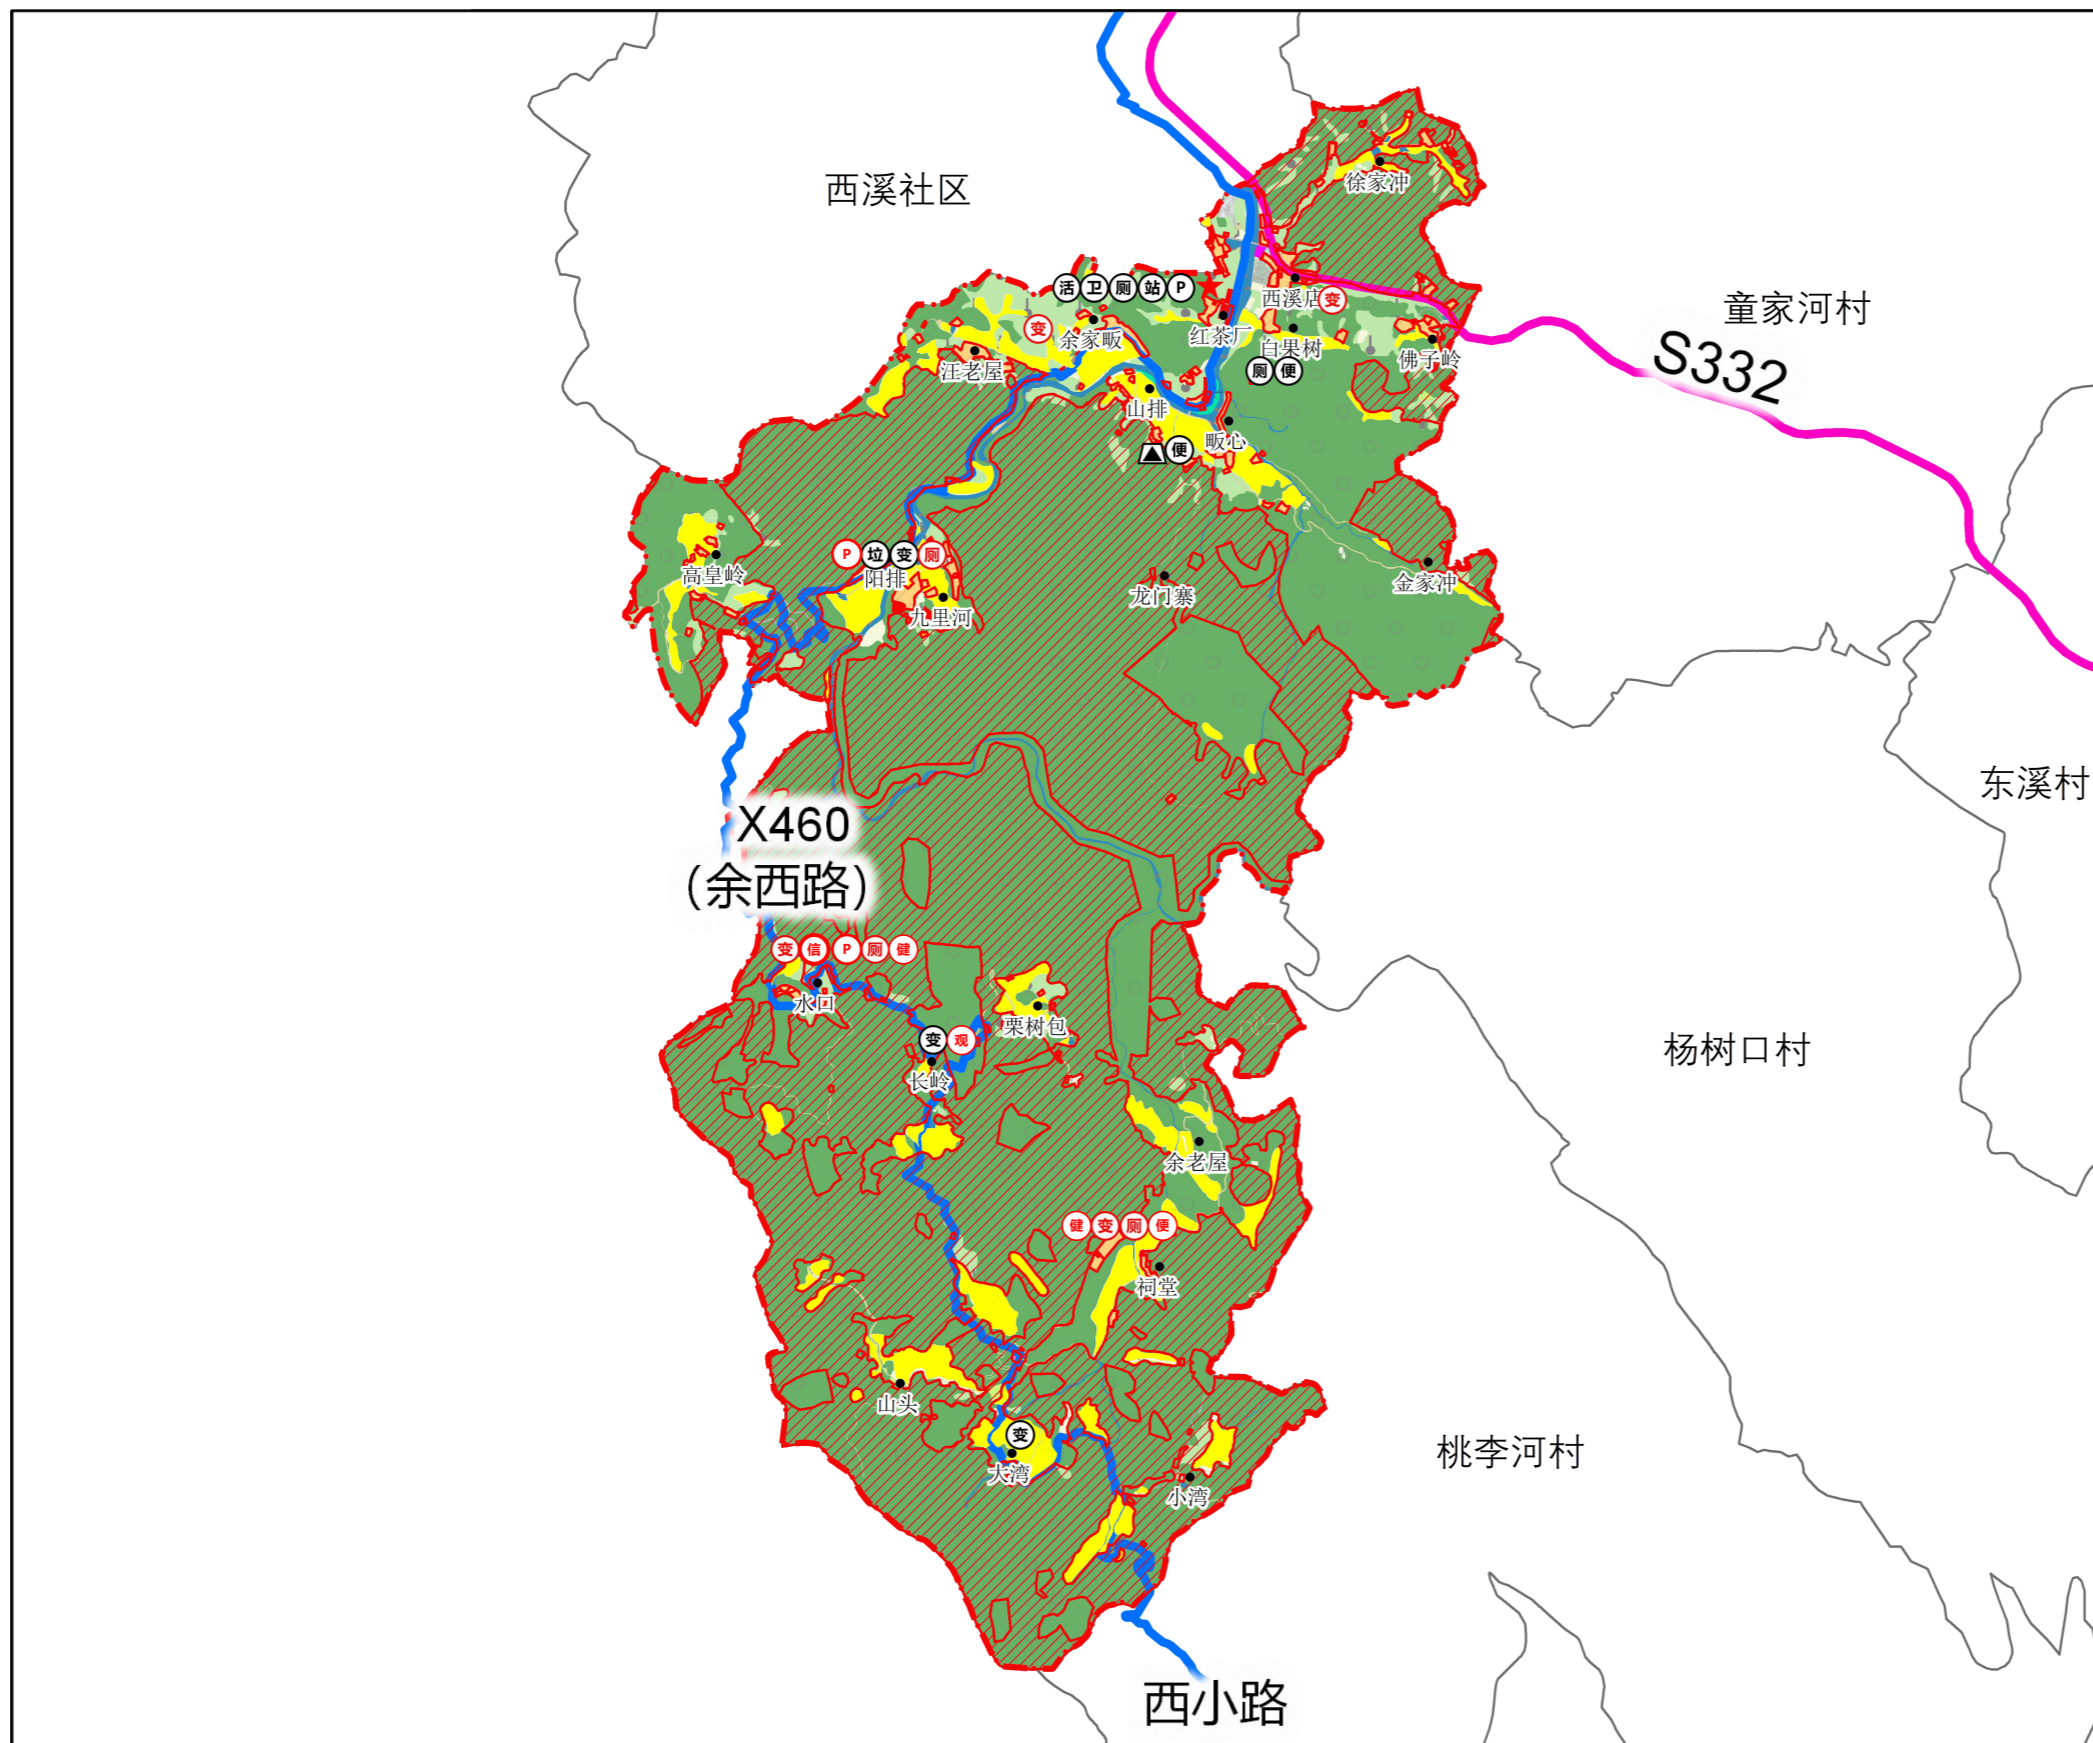 徐家冲
西溪社区
活 卫 厕 站 P
西溪店 变
童家河村
变 余家畈
红茶厂
白果树
佛子岭
汪老屋
S332
厕 便
山排
畈心
便
P 垃 变 厕
高皇岭
阳排
龙门寨
金家冲
九里河
东溪村
X460
（余西路）
变 信 P 厕 健
水口
栗树包
变 观
杨树口村
长岭
余老屋
健 变 厕 便
祠堂
山头
变
桃李河村
大湾
小湾
西小路